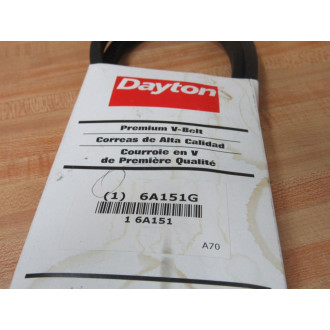 Dayton
Premium V-Belt
Correas de Alta Calidad
Courroie en V
de Première Qualité
(1) 6A151G
1 6A151
A70